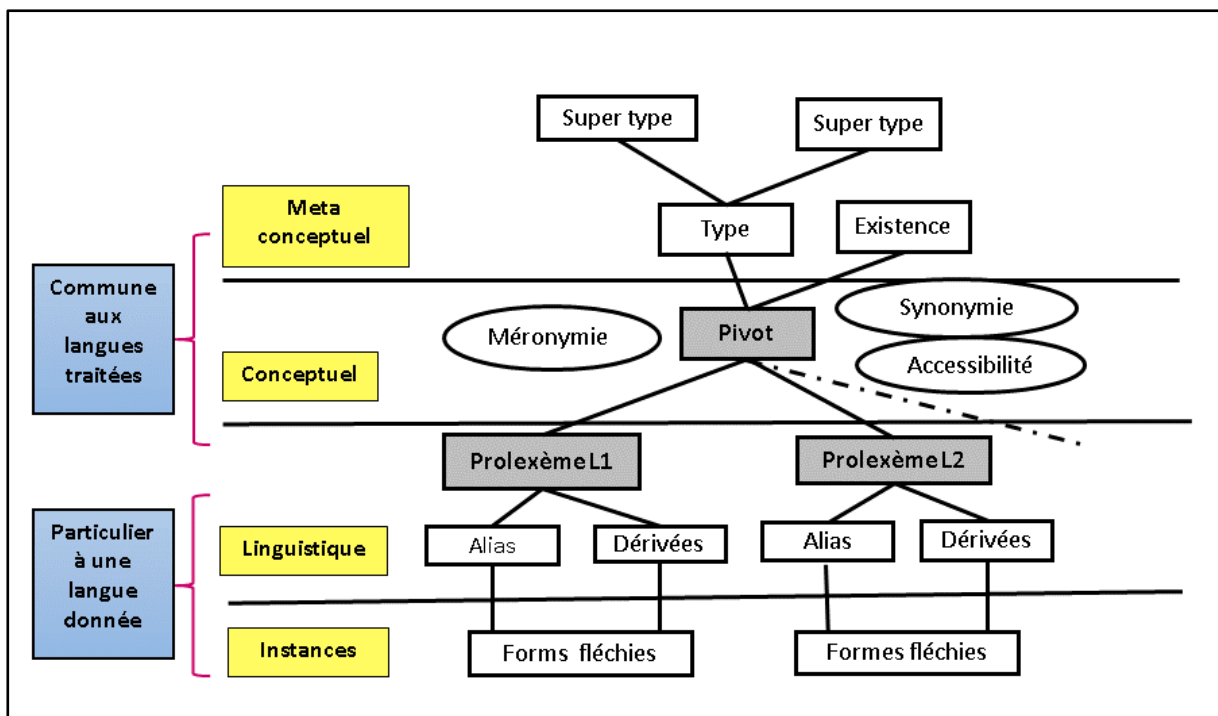 Super type
Super type
Meta
conceptuel
Type
Existence
Commune
aux
langues
traîtées
Synonymie
Méronymie
Pivot
Accessibilité
Conceptuel
Prolexème L1
Prolexème L2
Particulier
à une
langue
donnée
Linguistique
Alias
Dérivées
Alias
Dérivées
Instances
Forms fléchies
Formes fléchies